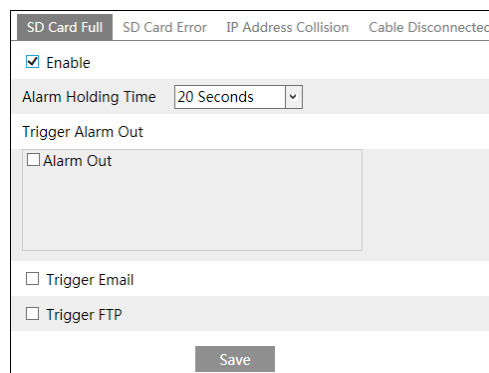 SD Card Full SD Card Error IP Address Collision Cable Disconnected
Enable
Alarm Holding Time 20 Seconds
Trigger Alarm Out
Alarm Out
Trigger Email
Trigger FTP
Save